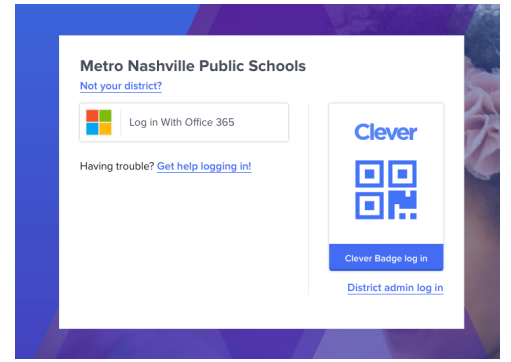 Metro Nashville Public Schools
Not your district?
Log in With Office 365
Having trouble? Get help logging in!
Clever
Clever Badge log in
District admin log in